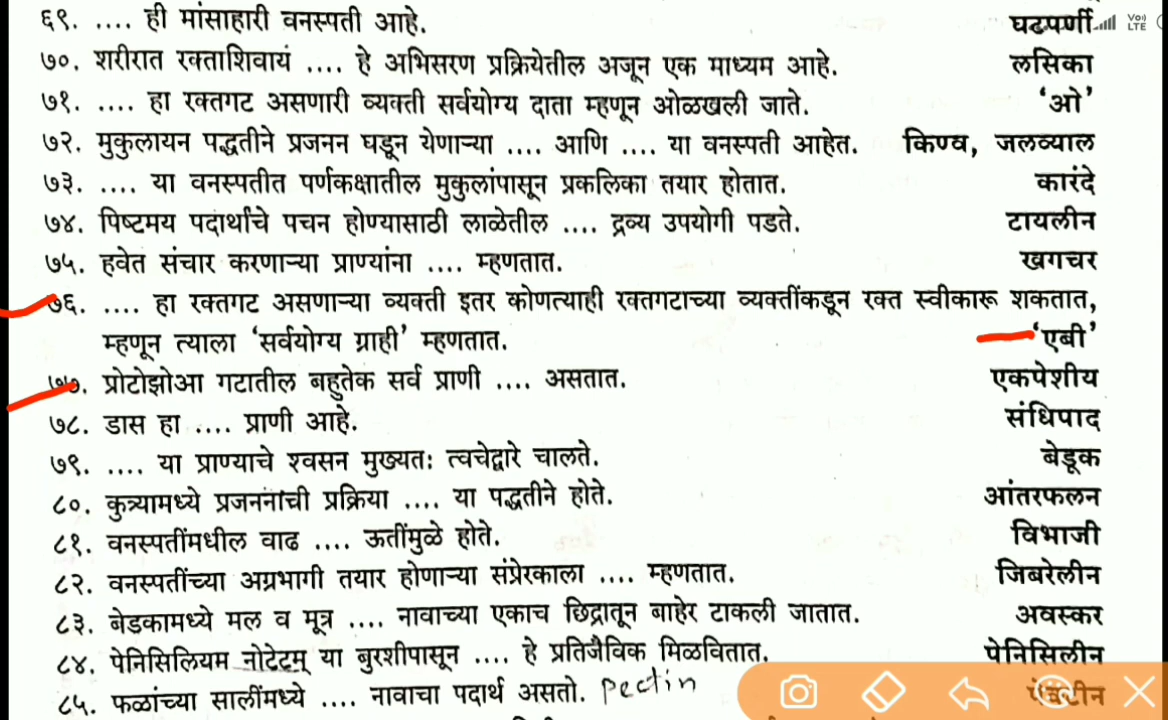 ६९. .... ही मांसाहारी वनस्पती आहे. घटपर्णी
७०. शरीरात रक्ताशिवाय .... हे अभिसरण प्रक्रियेतील अजून एक माध्यम आहे. लसिका
७१. .... हा रक्तगट असणारी व्यक्ती सर्वयोग्य दाता म्हणून ओळखली जाते. 'ओ'
७२. मुकुलायन पद्धतीने प्रजनन घडून येणाऱ्या .... आणि .... या वनस्पती आहेत. किण्व, जलव्याल
७३. .... या वनस्पतीत पर्णकक्षातील मुकुलांपासून प्रकलिका तयार होतात. कारंदे
७४. पिष्टमय पदार्थांचे पचन होण्यासाठी लाळेतील .... द्रव्य उपयोगी पडते. टायलीन
७५. हवेत संचार करणाऱ्या प्राण्यांना .... म्हणतात. खगचर
७६. .... हा रक्तगट असणाऱ्या व्यक्ती इतर कोणत्याही रक्तगटाच्या व्यक्तींकडून रक्त स्वीकारू शकतात,
म्हणून त्याला 'सर्वयोग्य ग्राही' म्हणतात. 'एबी'
७७. प्रोटोझोआ गटातील बहुतेक सर्व प्राणी .... असतात. एकपेशीय
७८. डास हा .... प्राणी आहे. संधिपाद
७९. .... या प्राण्याचे श्वसन मुख्यतः त्वचेद्वारे चालते. बेडूक
८०. कुत्र्यामध्ये प्रजननाची प्रक्रिया .... या पद्धतीने होते. आंतरफलन
८१. वनस्पतींमधील वाढ .... ऊतींमुळे होते. विभाजी
८२. वनस्पतींच्या अग्रभागी तयार होणाऱ्या संप्रेरकाला .... म्हणतात. जिबरेलीन
८३. बेडकामध्ये मल व मूत्र .... नावाच्या एकाच छिद्रातून बाहेर टाकली जातात. अवस्कर
८४. पेनिसिलियम नोटेटम् या बुरशीपासून .... हे प्रतिजैविक मिळवितात. पेनिसिलीन
८५. फळांच्या सालींमध्ये .... नावाचा पदार्थ असतो. pectin